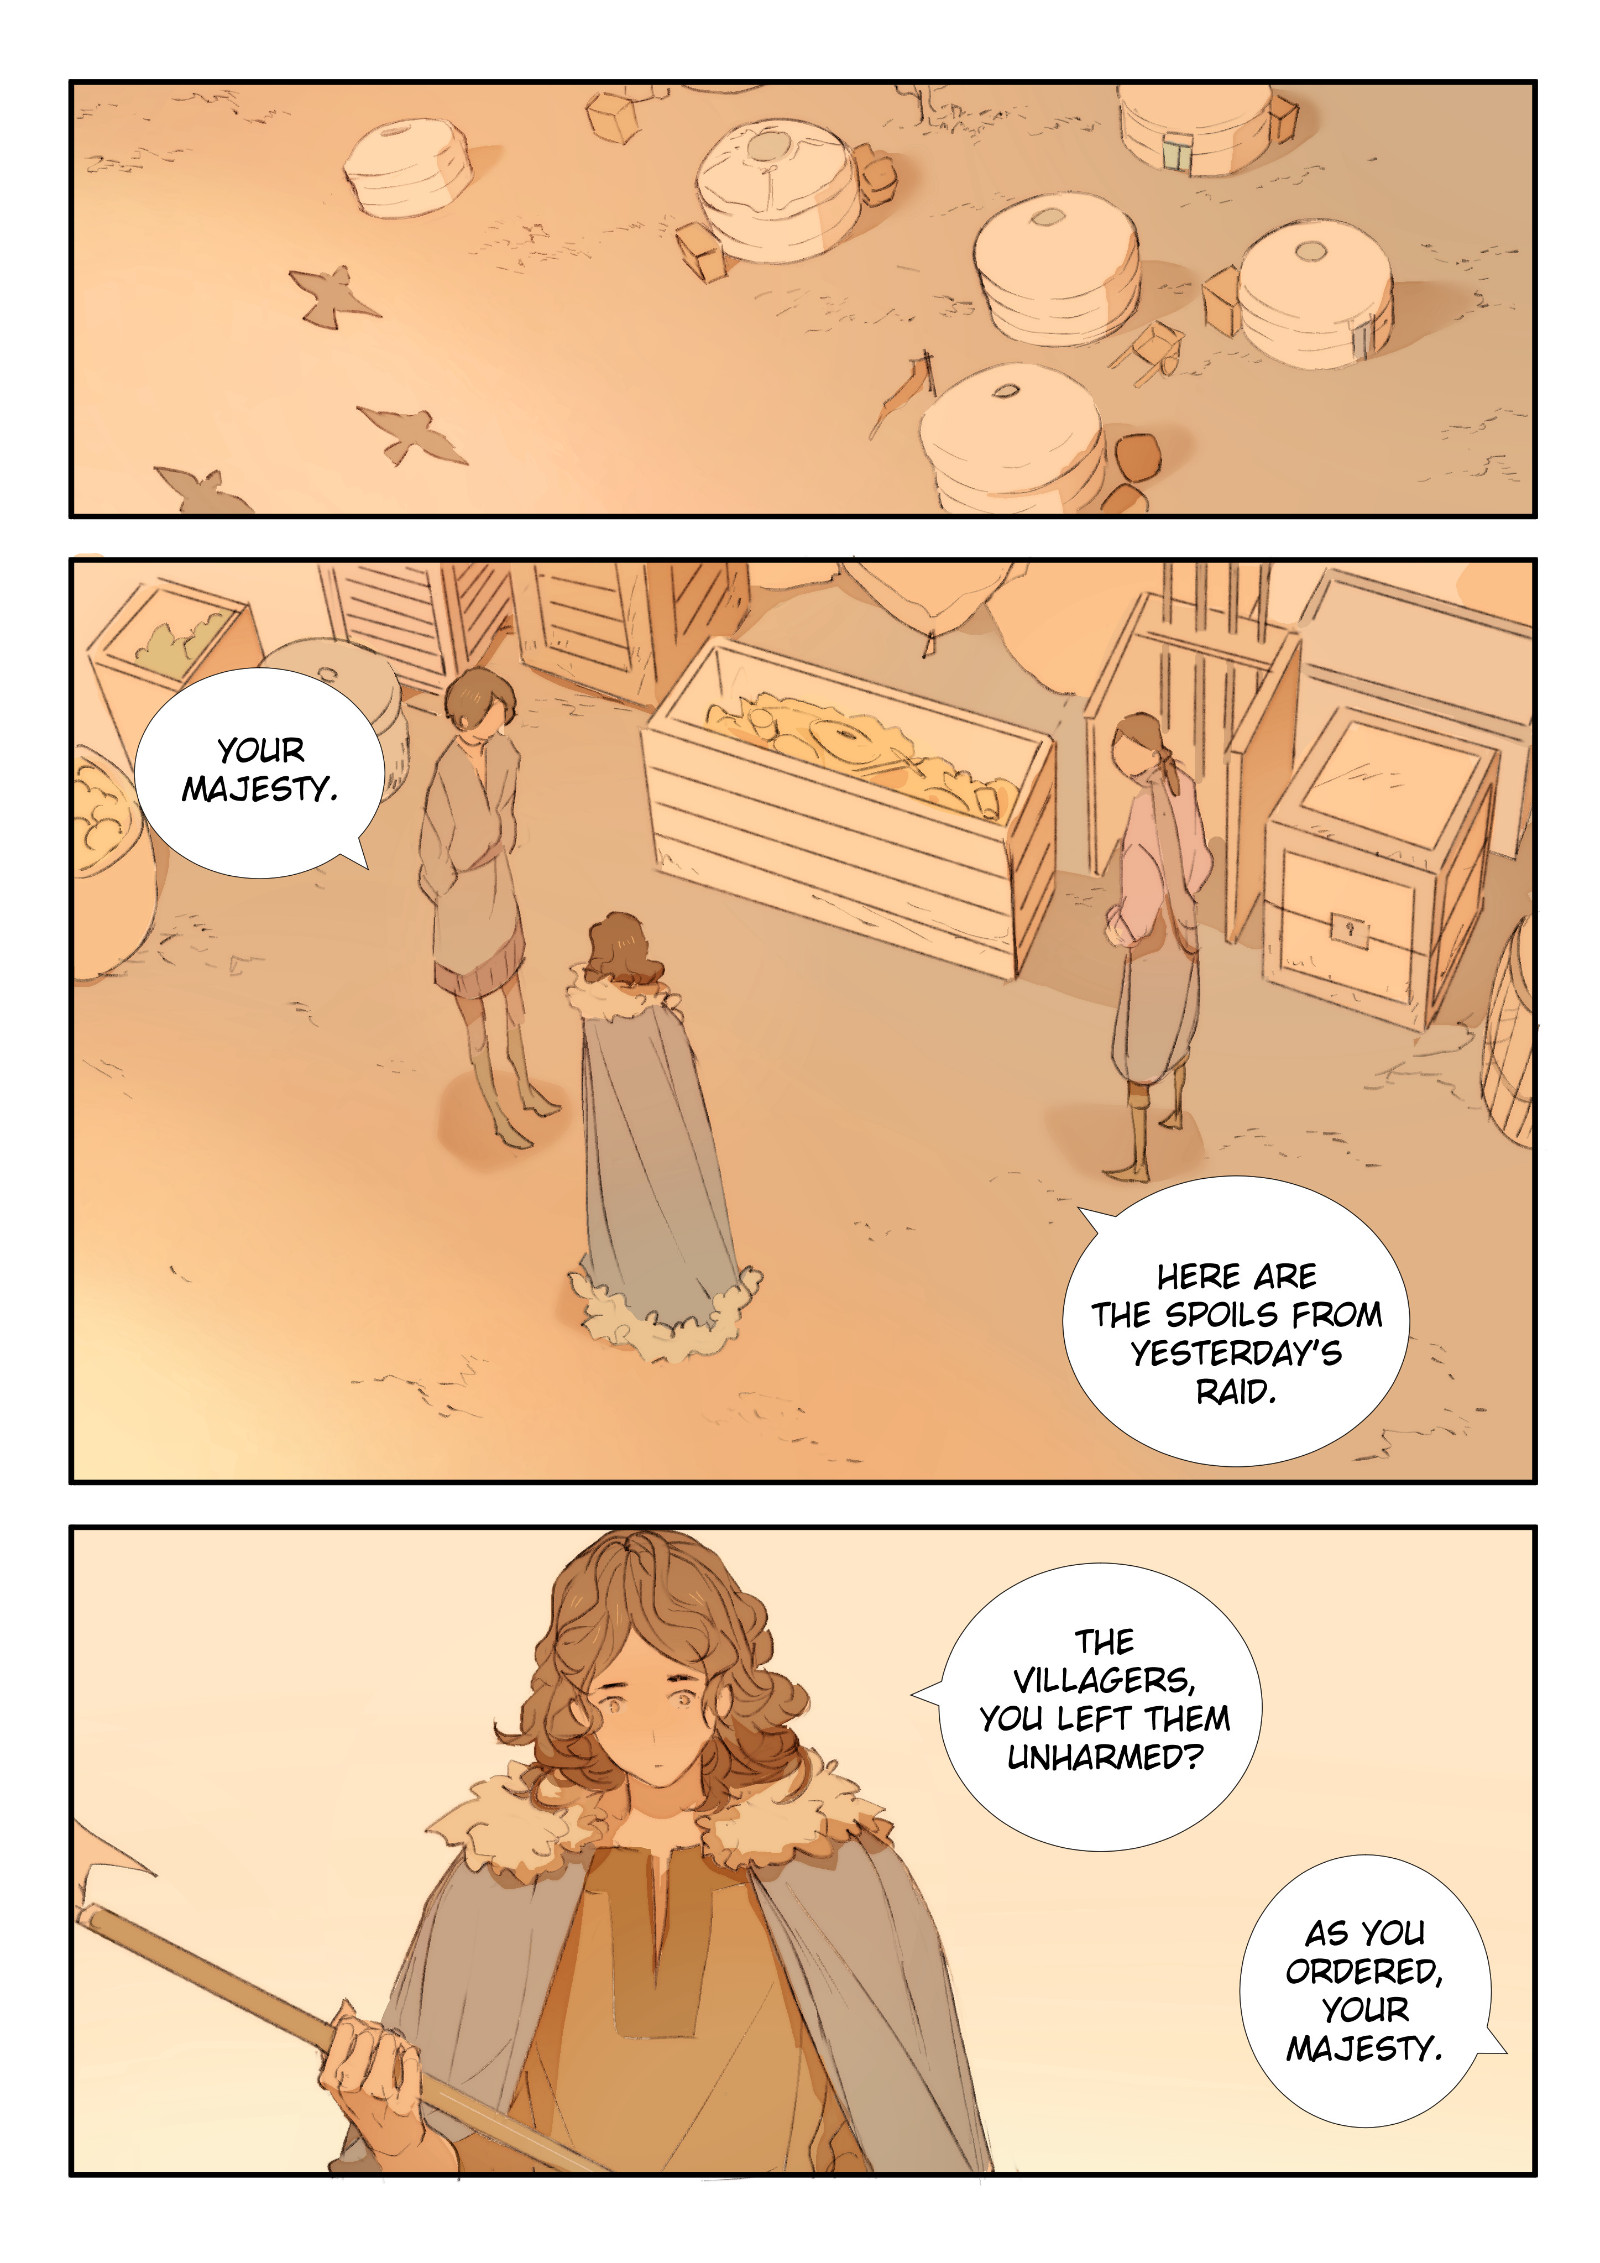 YOUR
MAJESTY.
HERE ARE
THE SPOILS FROM
YESTERDAY'S
RAID.
THE
VILLAGERS,
YOU LEFT THEM
UNHARMED?
AS YOU
ORDERED,
YOUR
MAJESTY.